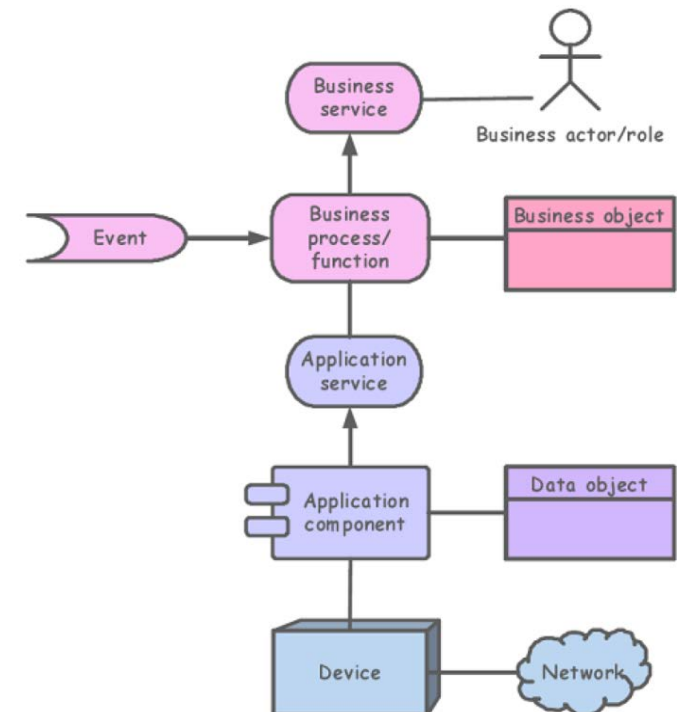 Business
service
Business actor/role
Business
process/
function
Event
Business object
Application
service
Application
component
Data object
Device
Network